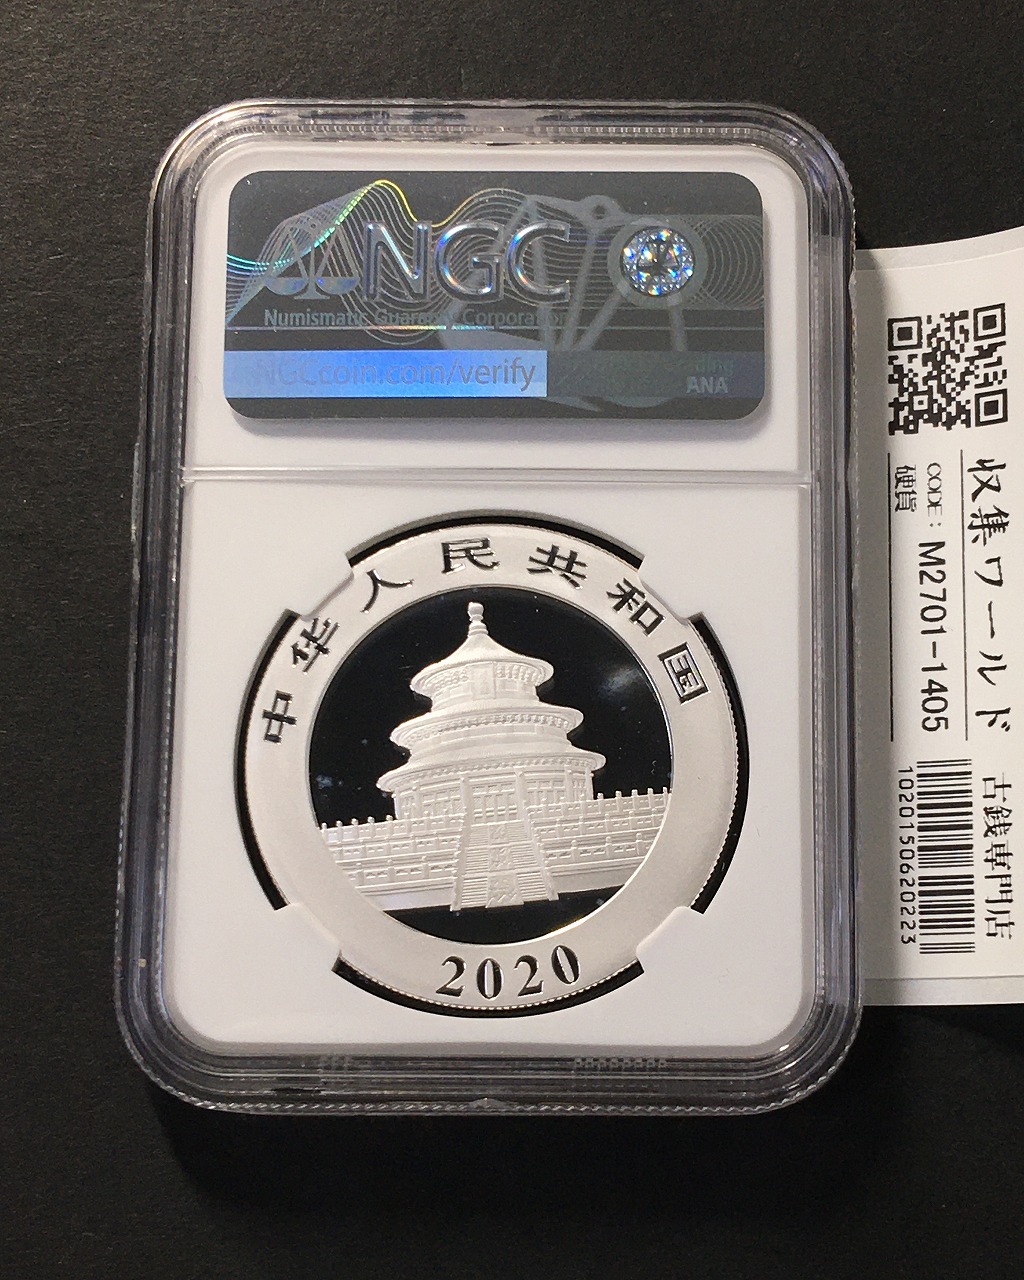 NGC
Numismatic Guaranty Corporation
NGCcoin.com/verify
ANA
中华人民共和国
2020
収集ワールド 古銭専門店
CODE: M2701-1405
硬貨
1020150620223